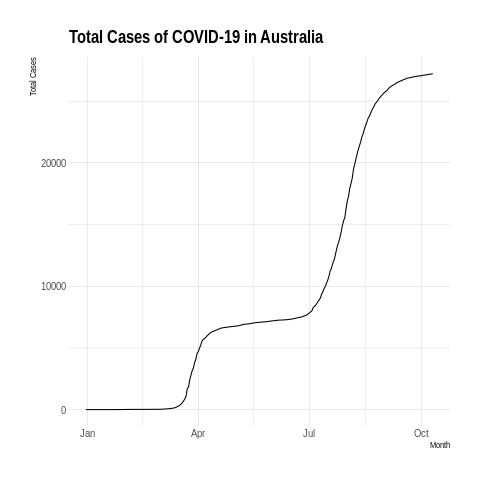 Total Cases of COVID-19 in Australia
Total Cases
20000
10000
0
Jan Apr Jul Oct
Month